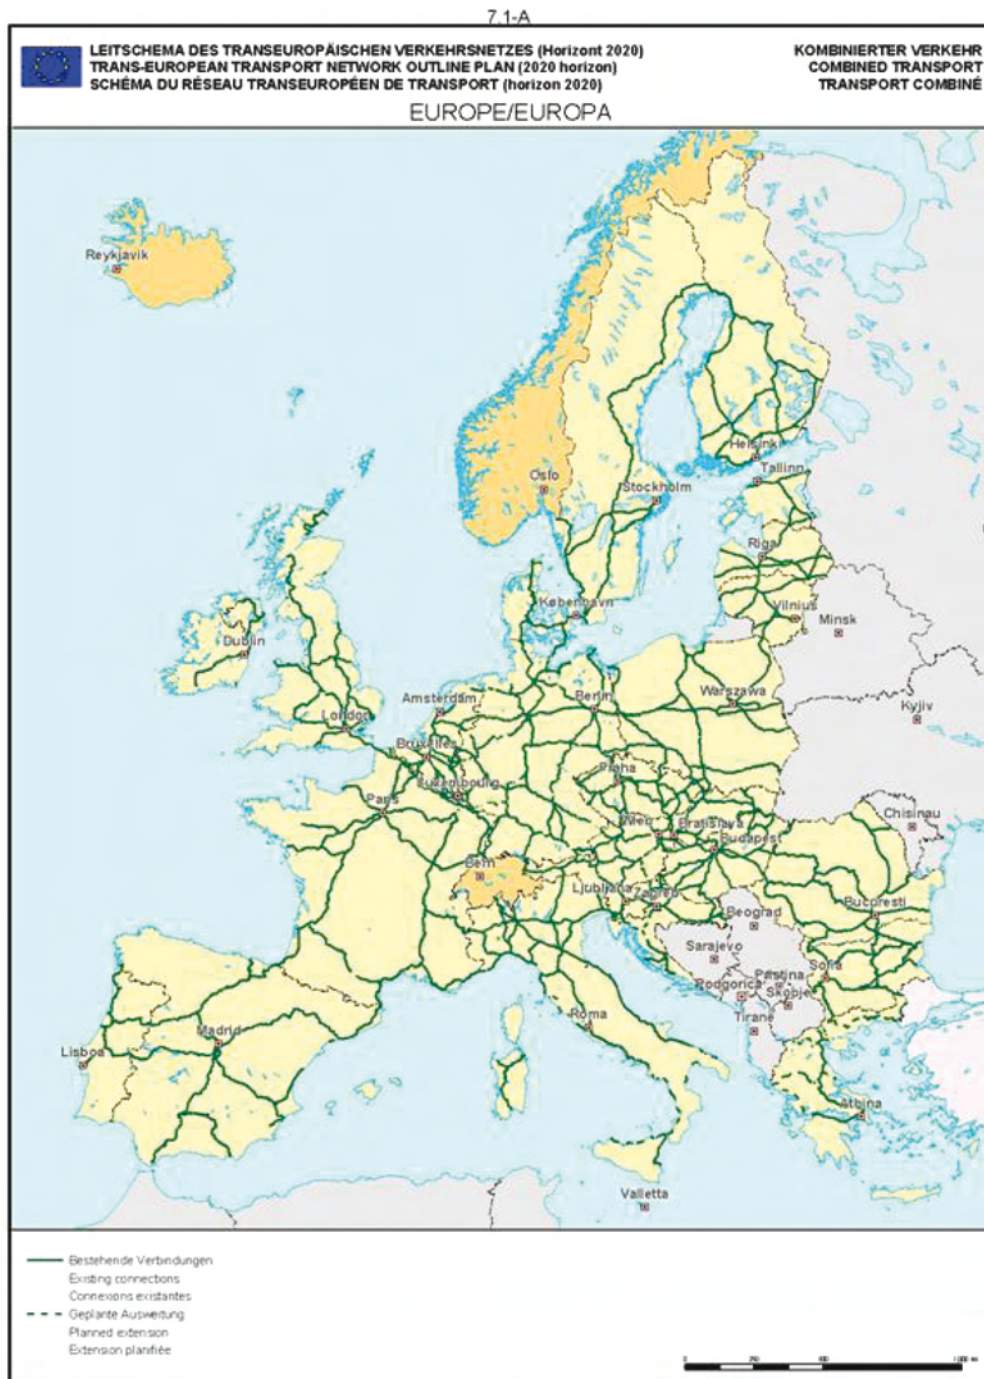 7.1-A
LEITSCHEMA DES TRANSEUROPÄISCHEN VERKEHRSNETZES (Horizont 2020)
TRANS-EUROPEAN TRANSPORT NETWORK OUTLINE PLAN (2020 horizon)
SCHÉMA DU RÉSEAU TRANSEUROPÉEN DE TRANSPORT (horizon 2020)
KOMBINIERTER VERKEHR
COMBINED TRANSPORT
TRANSPORT COMBINÉ
EUROPE/EUROPA
Reykjavik
Helsinki
Tallinn
Oslo
Stockholm
Riga
København
Vilnius
Minsk
Dublin
Amsterdam
Berlin
Warszawa
London
Kyjiv
Bruxelles
Praha
Luxembourg
Paris
Chisinau
Wien
Bratislava
Budapest
Bern
Ljubljana
Zagreb
Bucuresti
Beograd
Sarajevo
Sofia
Pristina
Podgorica
Skopje
Roma
Tirane
Madrid
Lisboa
Athina
Valletta
Bestehende Verbindungen
Existing connections
Connexions existantes
Geplante Ausweitung
Planned extension
Extension planifiée
0